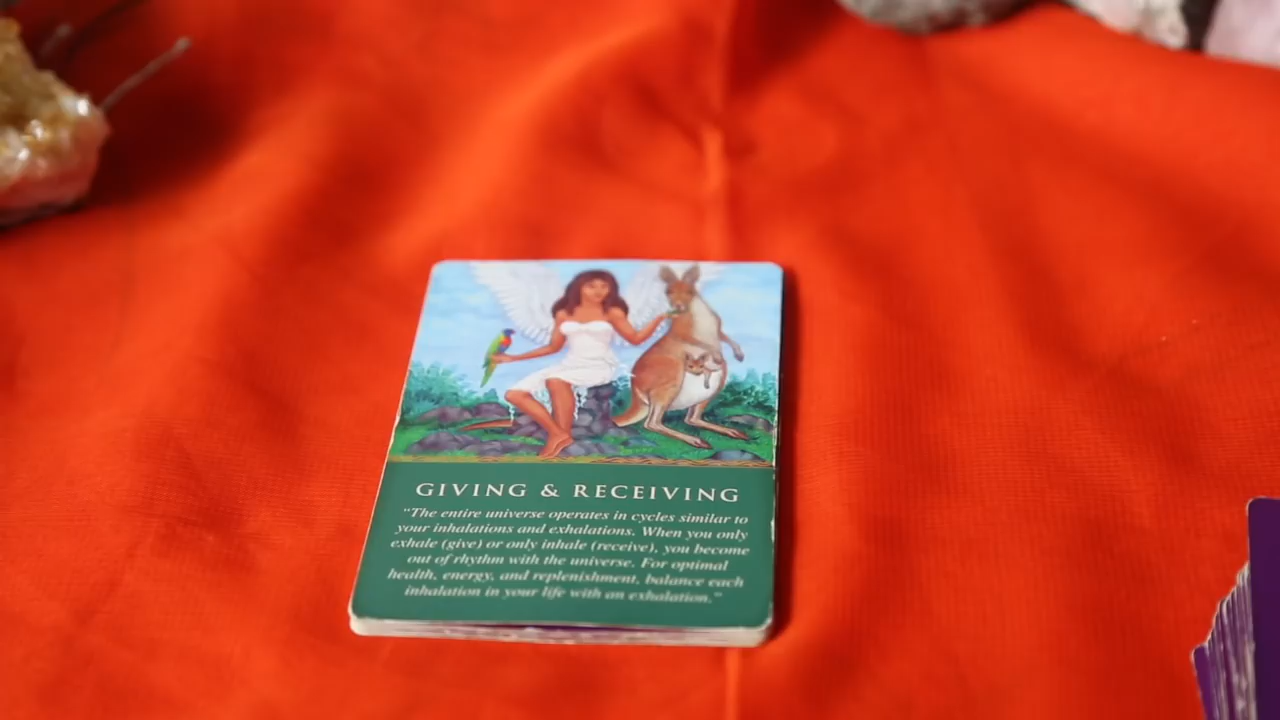 GIVING & RECEIVING
"The entire universe operates in cycles similar to
your inhalations and exhalations. When you only
exhale (give) or only inhale (receive), you become
out of rhythm with the universe. For optimal
health, energy, and replenishment, balance each
inhalation in your life with an exhalation."